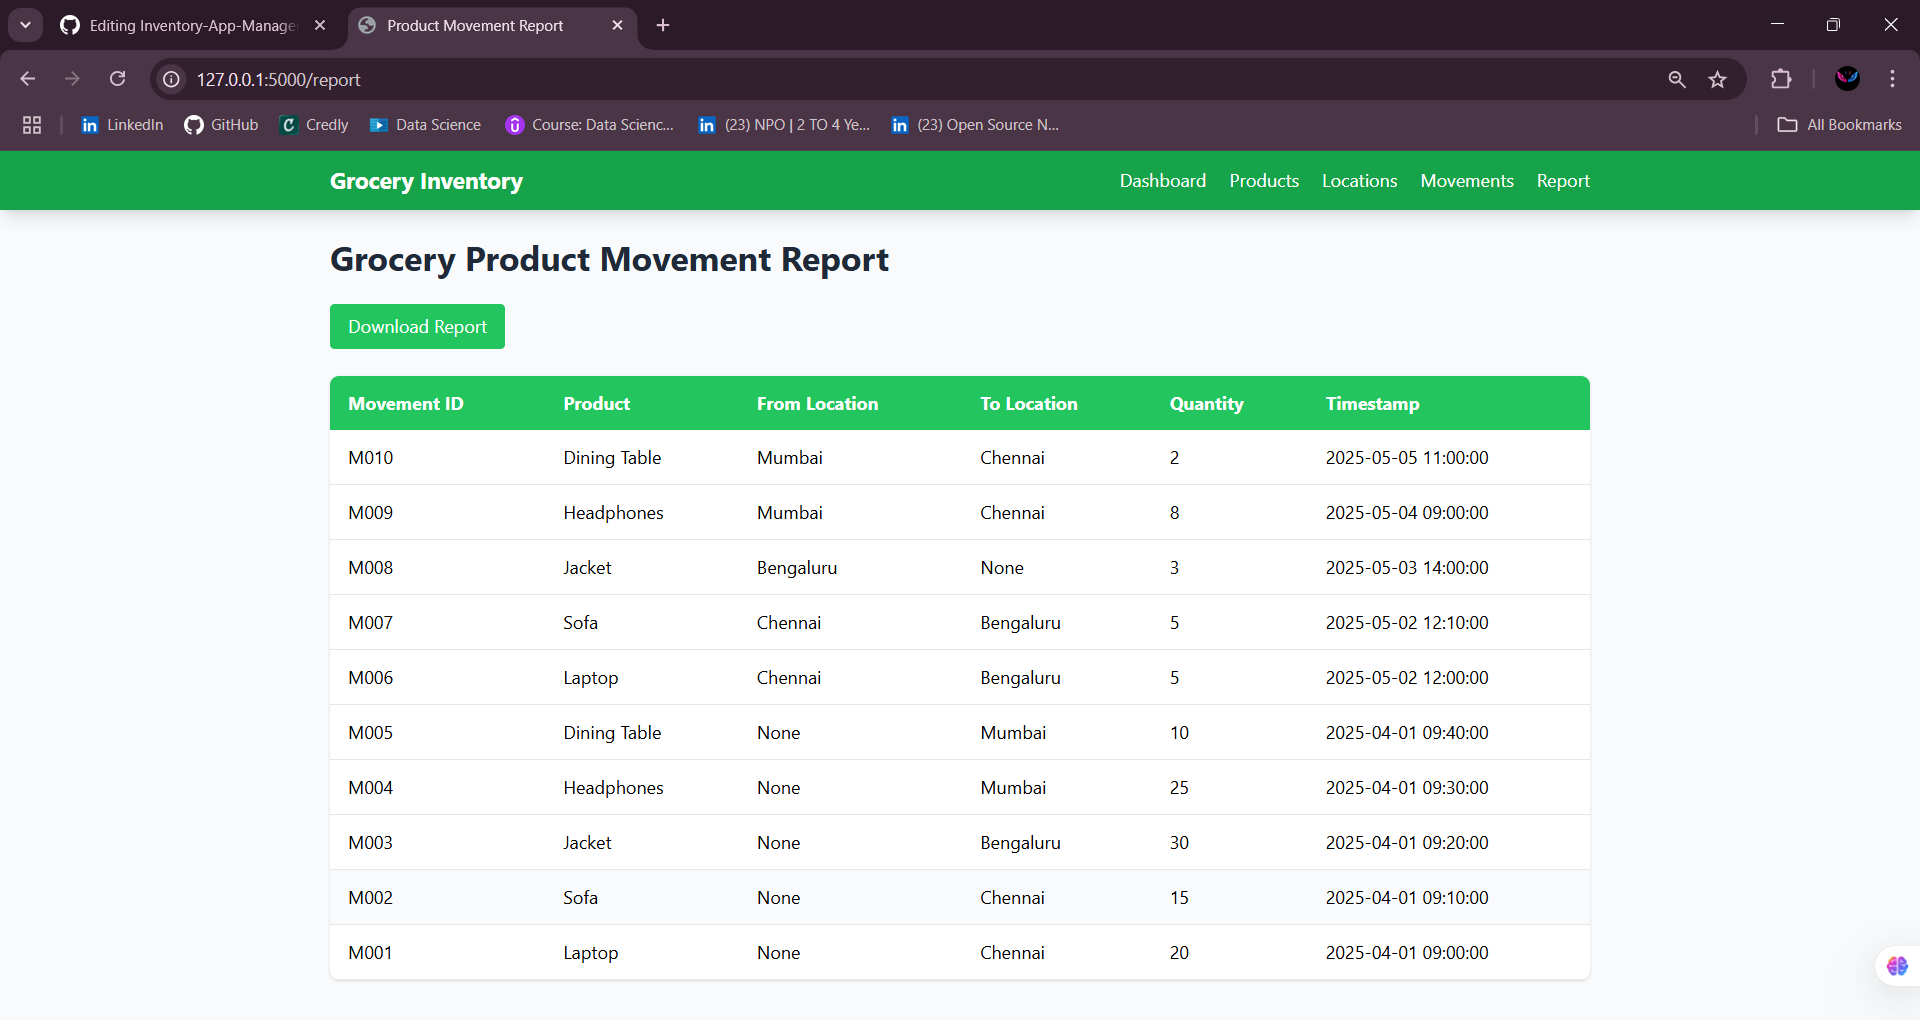 Editing Inventory-App-Manage
Product Movement Report
127.0.0.1:5000/report
LinkedIn GitHub Credly Data Science Course: Data Scienc... (23) NPO | 2 TO 4 Ye... (23) Open Source N... All Bookmarks
Grocery Inventory Dashboard Products Locations Movements Report
Grocery Product Movement Report
Download Report
Movement ID Product From Location To Location Quantity Timestamp
M010 Dining Table Mumbai Chennai 2 2025-05-05 11:00:00
M009 Headphones Mumbai Chennai 8 2025-05-04 09:00:00
M008 Jacket Bengaluru None 3 2025-05-03 14:00:00
M007 Sofa Chennai Bengaluru 5 2025-05-02 12:10:00
M006 Laptop Chennai Bengaluru 5 2025-05-02 12:00:00
M005 Dining Table None Mumbai 10 2025-04-01 09:40:00
M004 Headphones None Mumbai 25 2025-04-01 09:30:00
M003 Jacket None Bengaluru 30 2025-04-01 09:20:00
M002 Sofa None Chennai 15 2025-04-01 09:10:00
M001 Laptop None Chennai 20 2025-04-01 09:00:00